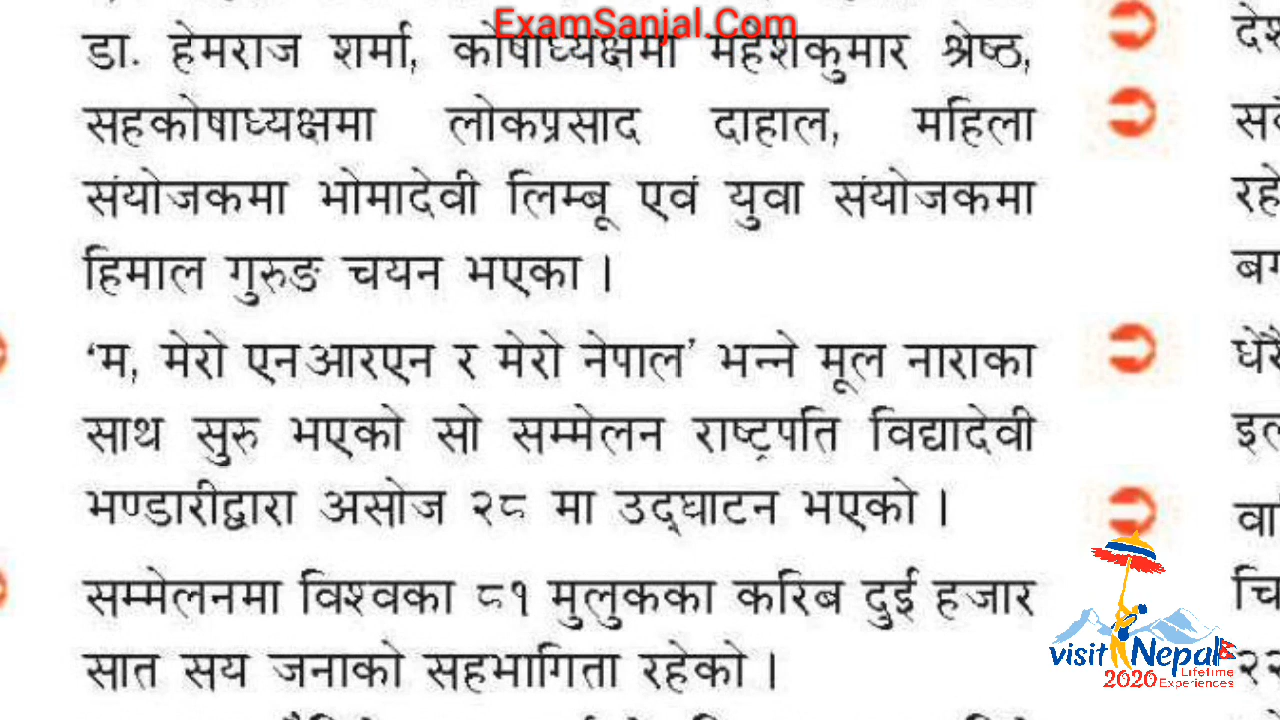 ExamSanjal.Com
डा. हेमराज शर्मा, कोषाध्यक्षमा महेशकुमार श्रेष्ठ,
सहकोषाध्यक्षमा लोकप्रसाद दाहाल, महिला
संयोजकमा भोमादेवी लिम्बू एवं युवा संयोजकमा
हिमाल गुरुङ चयन भएका ।
‘म, मेरो एनआरएन र मेरो नेपाल’ भन्ने मूल नाराका
साथ सुरु भएको सो सम्मेलन राष्ट्रपति विद्यादेवी
भण्डारीद्वारा असोज २८ मा उद्घाटन भएको ।
सम्मेलनमा विश्वका ८१ मुलुकका करिब दुई हजार
सात सय जनाको सहभागिता रहेको ।
visit Nepal
2020 Lifetime Experiences